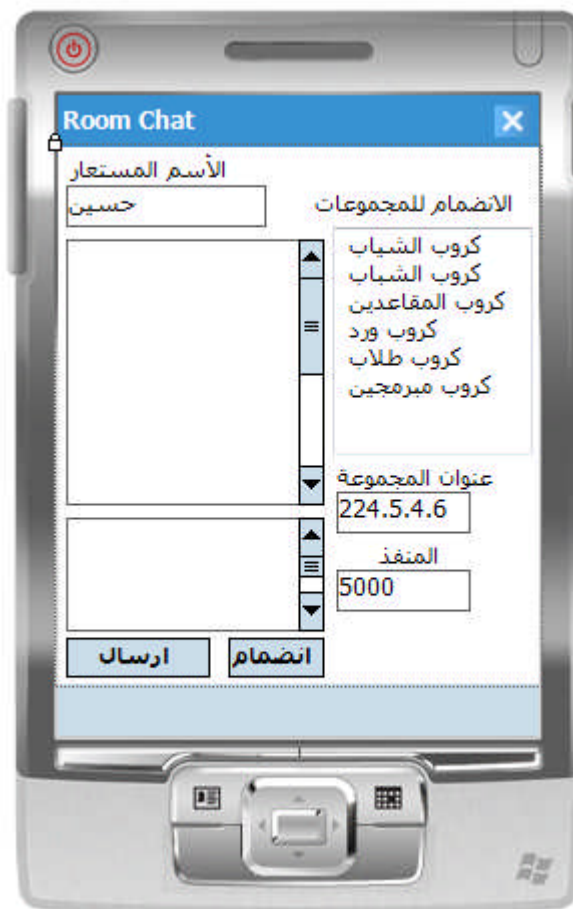 Room Chat
الأسم المستعار
حسين
الانضمام للمجموعات
كروب الشياب
كروب الشباب
كروب المقاعدين
كروب ورد
كروب طلاب
كروب مبرمجين
عنوان المجموعة
224.5.4.6
المنفذ
5000
انضمام
ارسال